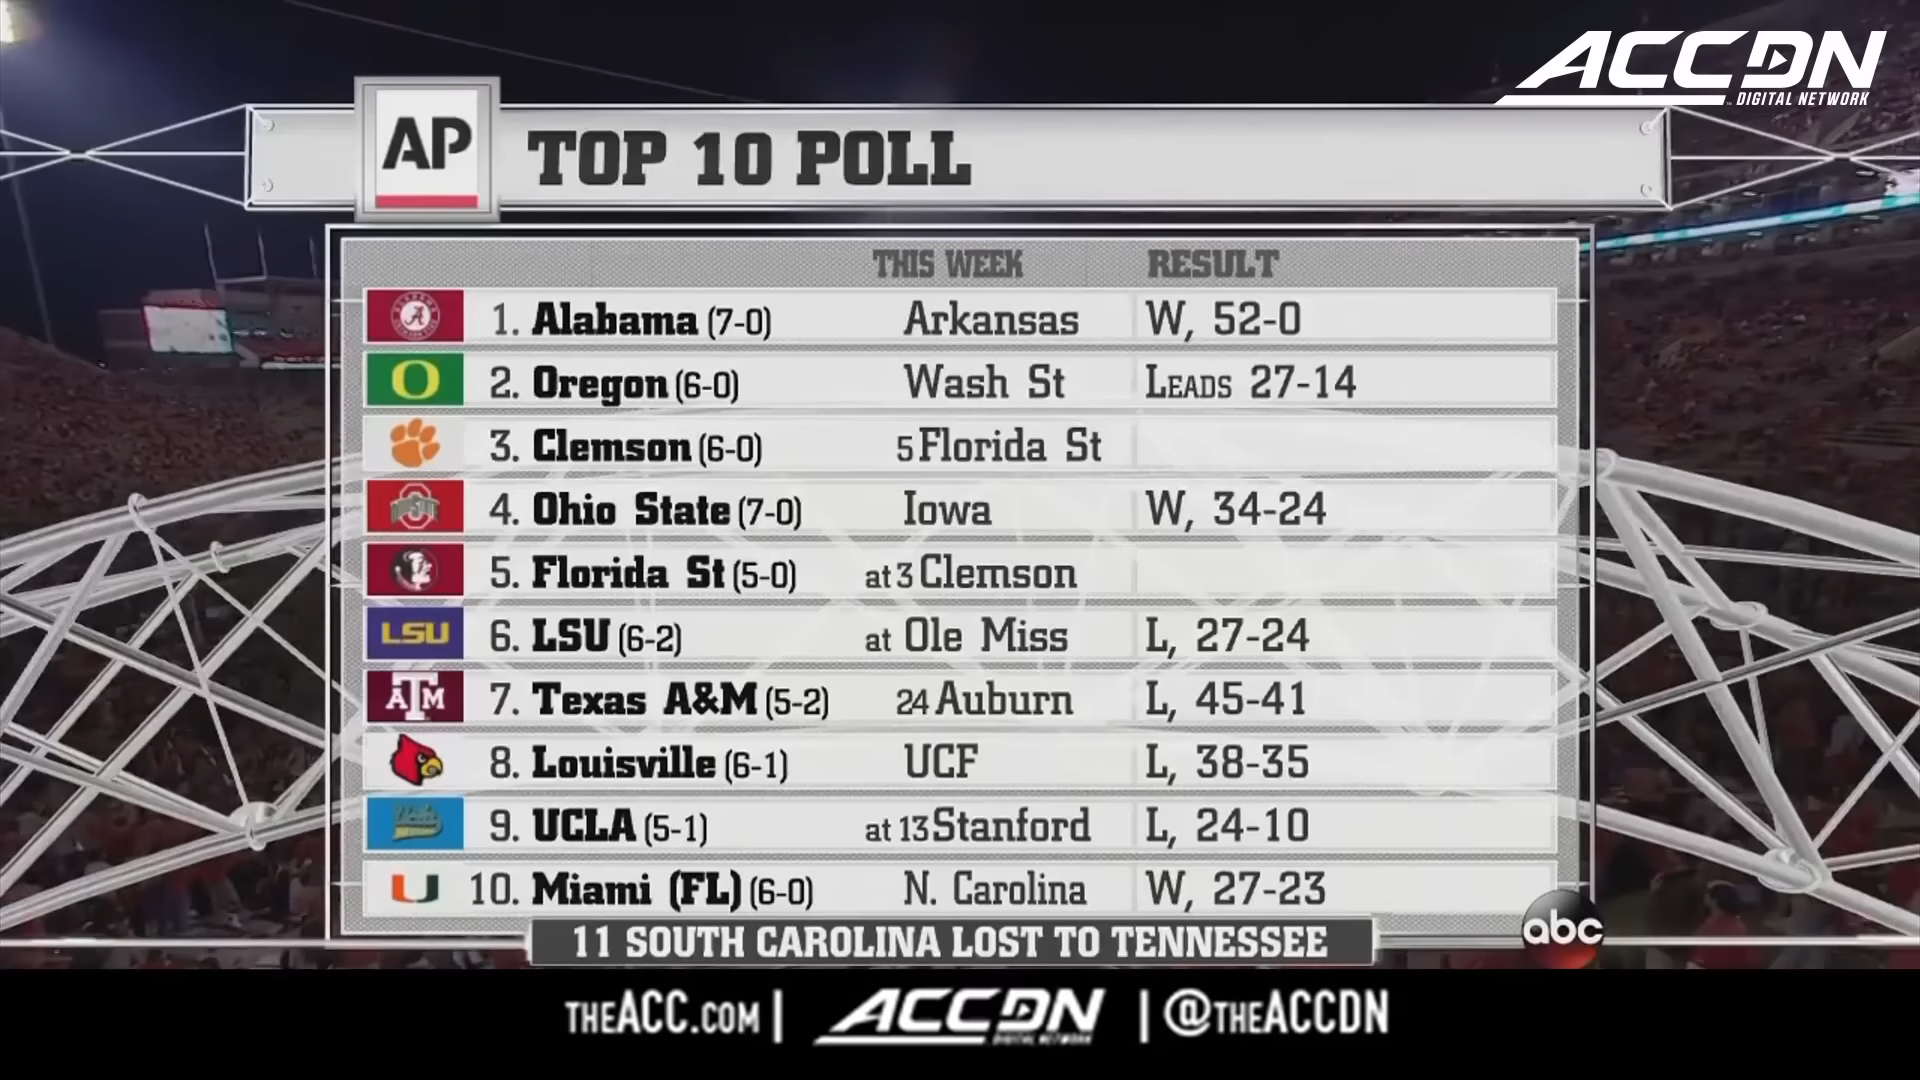 ACCDN
DIGITAL NETWORK
AP TOP 10 POLL
THIS WEEK RESULT
1. Alabama (7-0) Arkansas W, 52-0
2. Oregon (6-0) Wash St LEADS 27-14
3. Clemson (6-0) 5 Florida St
4. Ohio State (7-0) Iowa W, 34-24
5. Florida St (5-0) at 3 Clemson
LSU 6. LSU (6-2) at Ole Miss L, 27-24
ATM 7. Texas A&M (5-2) 24 Auburn L, 45-41
8. Louisville (6-1) UCF L, 38-35
9. UCLA (5-1) at 13 Stanford L, 24-10
10. Miami (FL) (6-0) N. Carolina W, 27-23
abc
11 SOUTH CAROLINA LOST TO TENNESSEE
THEACC.COM | ACCDN DIGITAL NETWORK | @THEACCDN